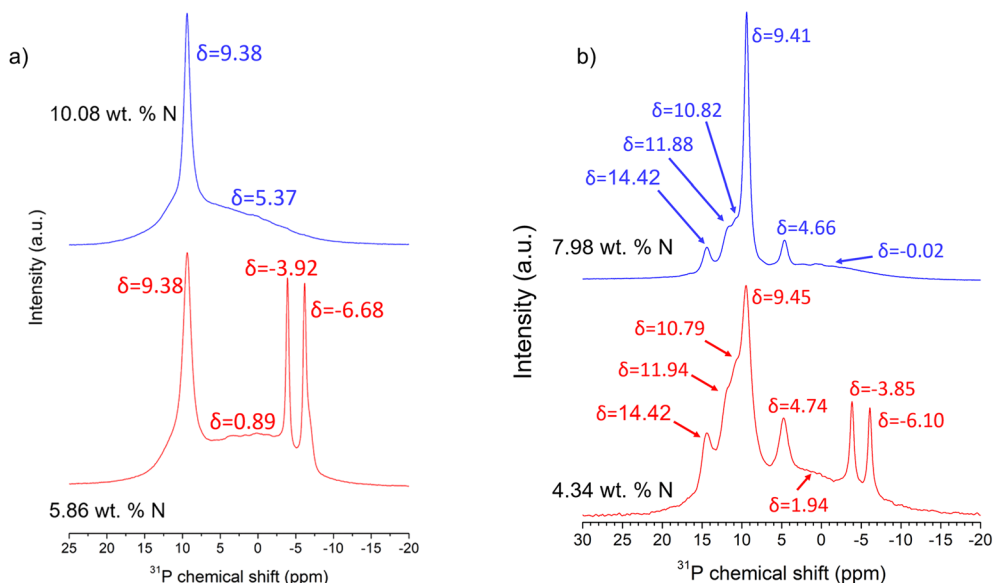 a)
δ=9.38
10.08 wt. % N
δ=5.37
δ=9.38
δ=-3.92
δ=-6.68
δ=0.89
5.86 wt. % N
Intensity (a.u.)
25 20 15 10 5 0 -5 -10 -15 -20
³¹P chemical shift (ppm)
b)
δ=9.41
δ=10.82
δ=11.88
δ=14.42
δ=4.66
7.98 wt. % N
δ=-0.02
δ=9.45
δ=10.79
δ=11.94
δ=14.42
δ=4.74
δ=-3.85
δ=-6.10
4.34 wt. % N
δ=1.94
Intensity (a.u.)
30 25 20 15 10 5 0 -5 -10 -15 -20
³¹P chemical shift (ppm)